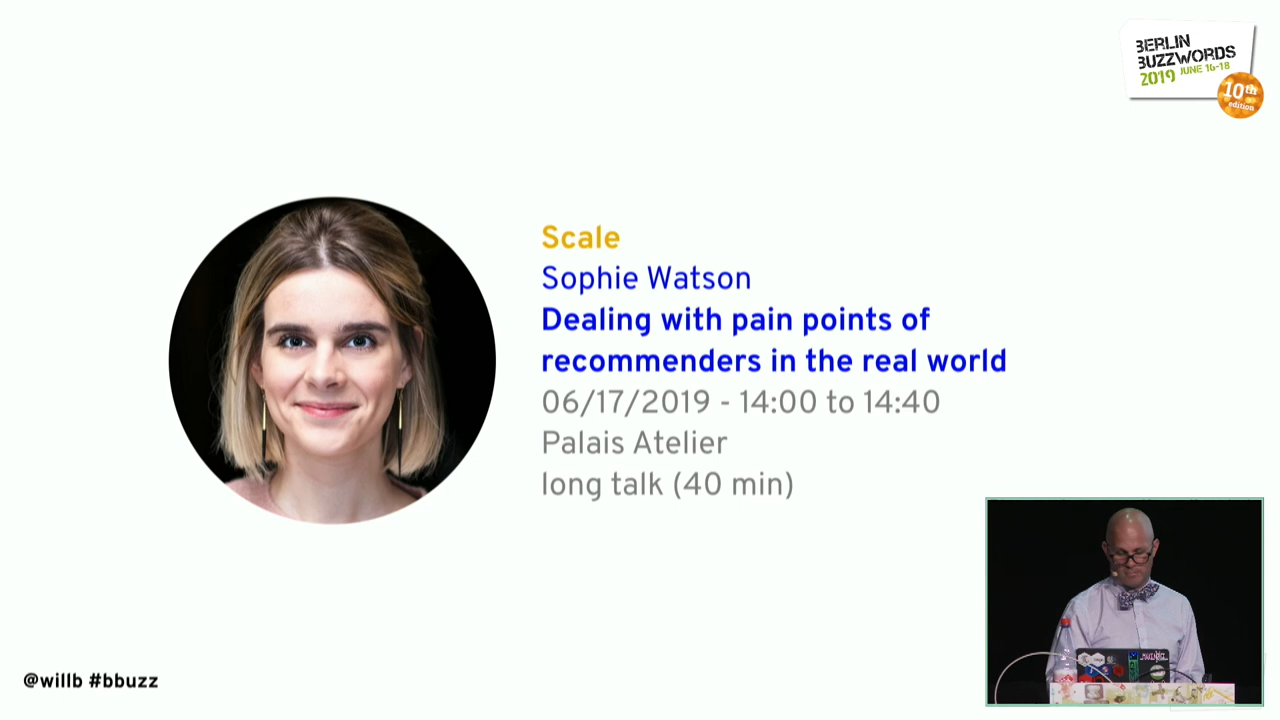 BERLIN
BUZZWORDS
2019 JUNE 16-18
10th
edition
Scale
Sophie Watson
Dealing with pain points of
recommenders in the real world
06/17/2019 - 14:00 to 14:40
Palais Atelier
long talk (40 min)
@willb #bbuzz